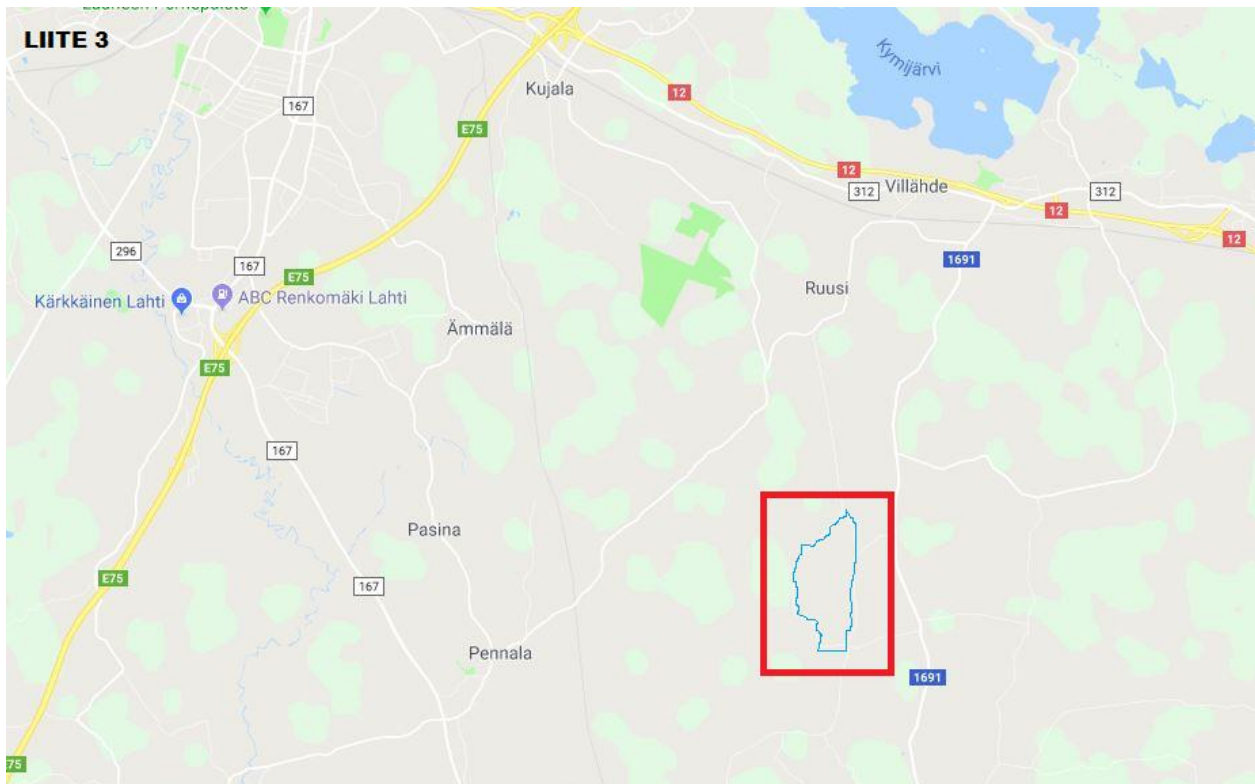 LIITE 3
Kymijärvi
Kujala
12
167
E75
12
312
Villähde
312
12
12
296
167
1691
E75
Ruusi
Kärkkäinen Lahti
ABC Renkomäki Lahti
Ämmälä
E75
167
Pasina
E75
167
Pennala
1691
E75